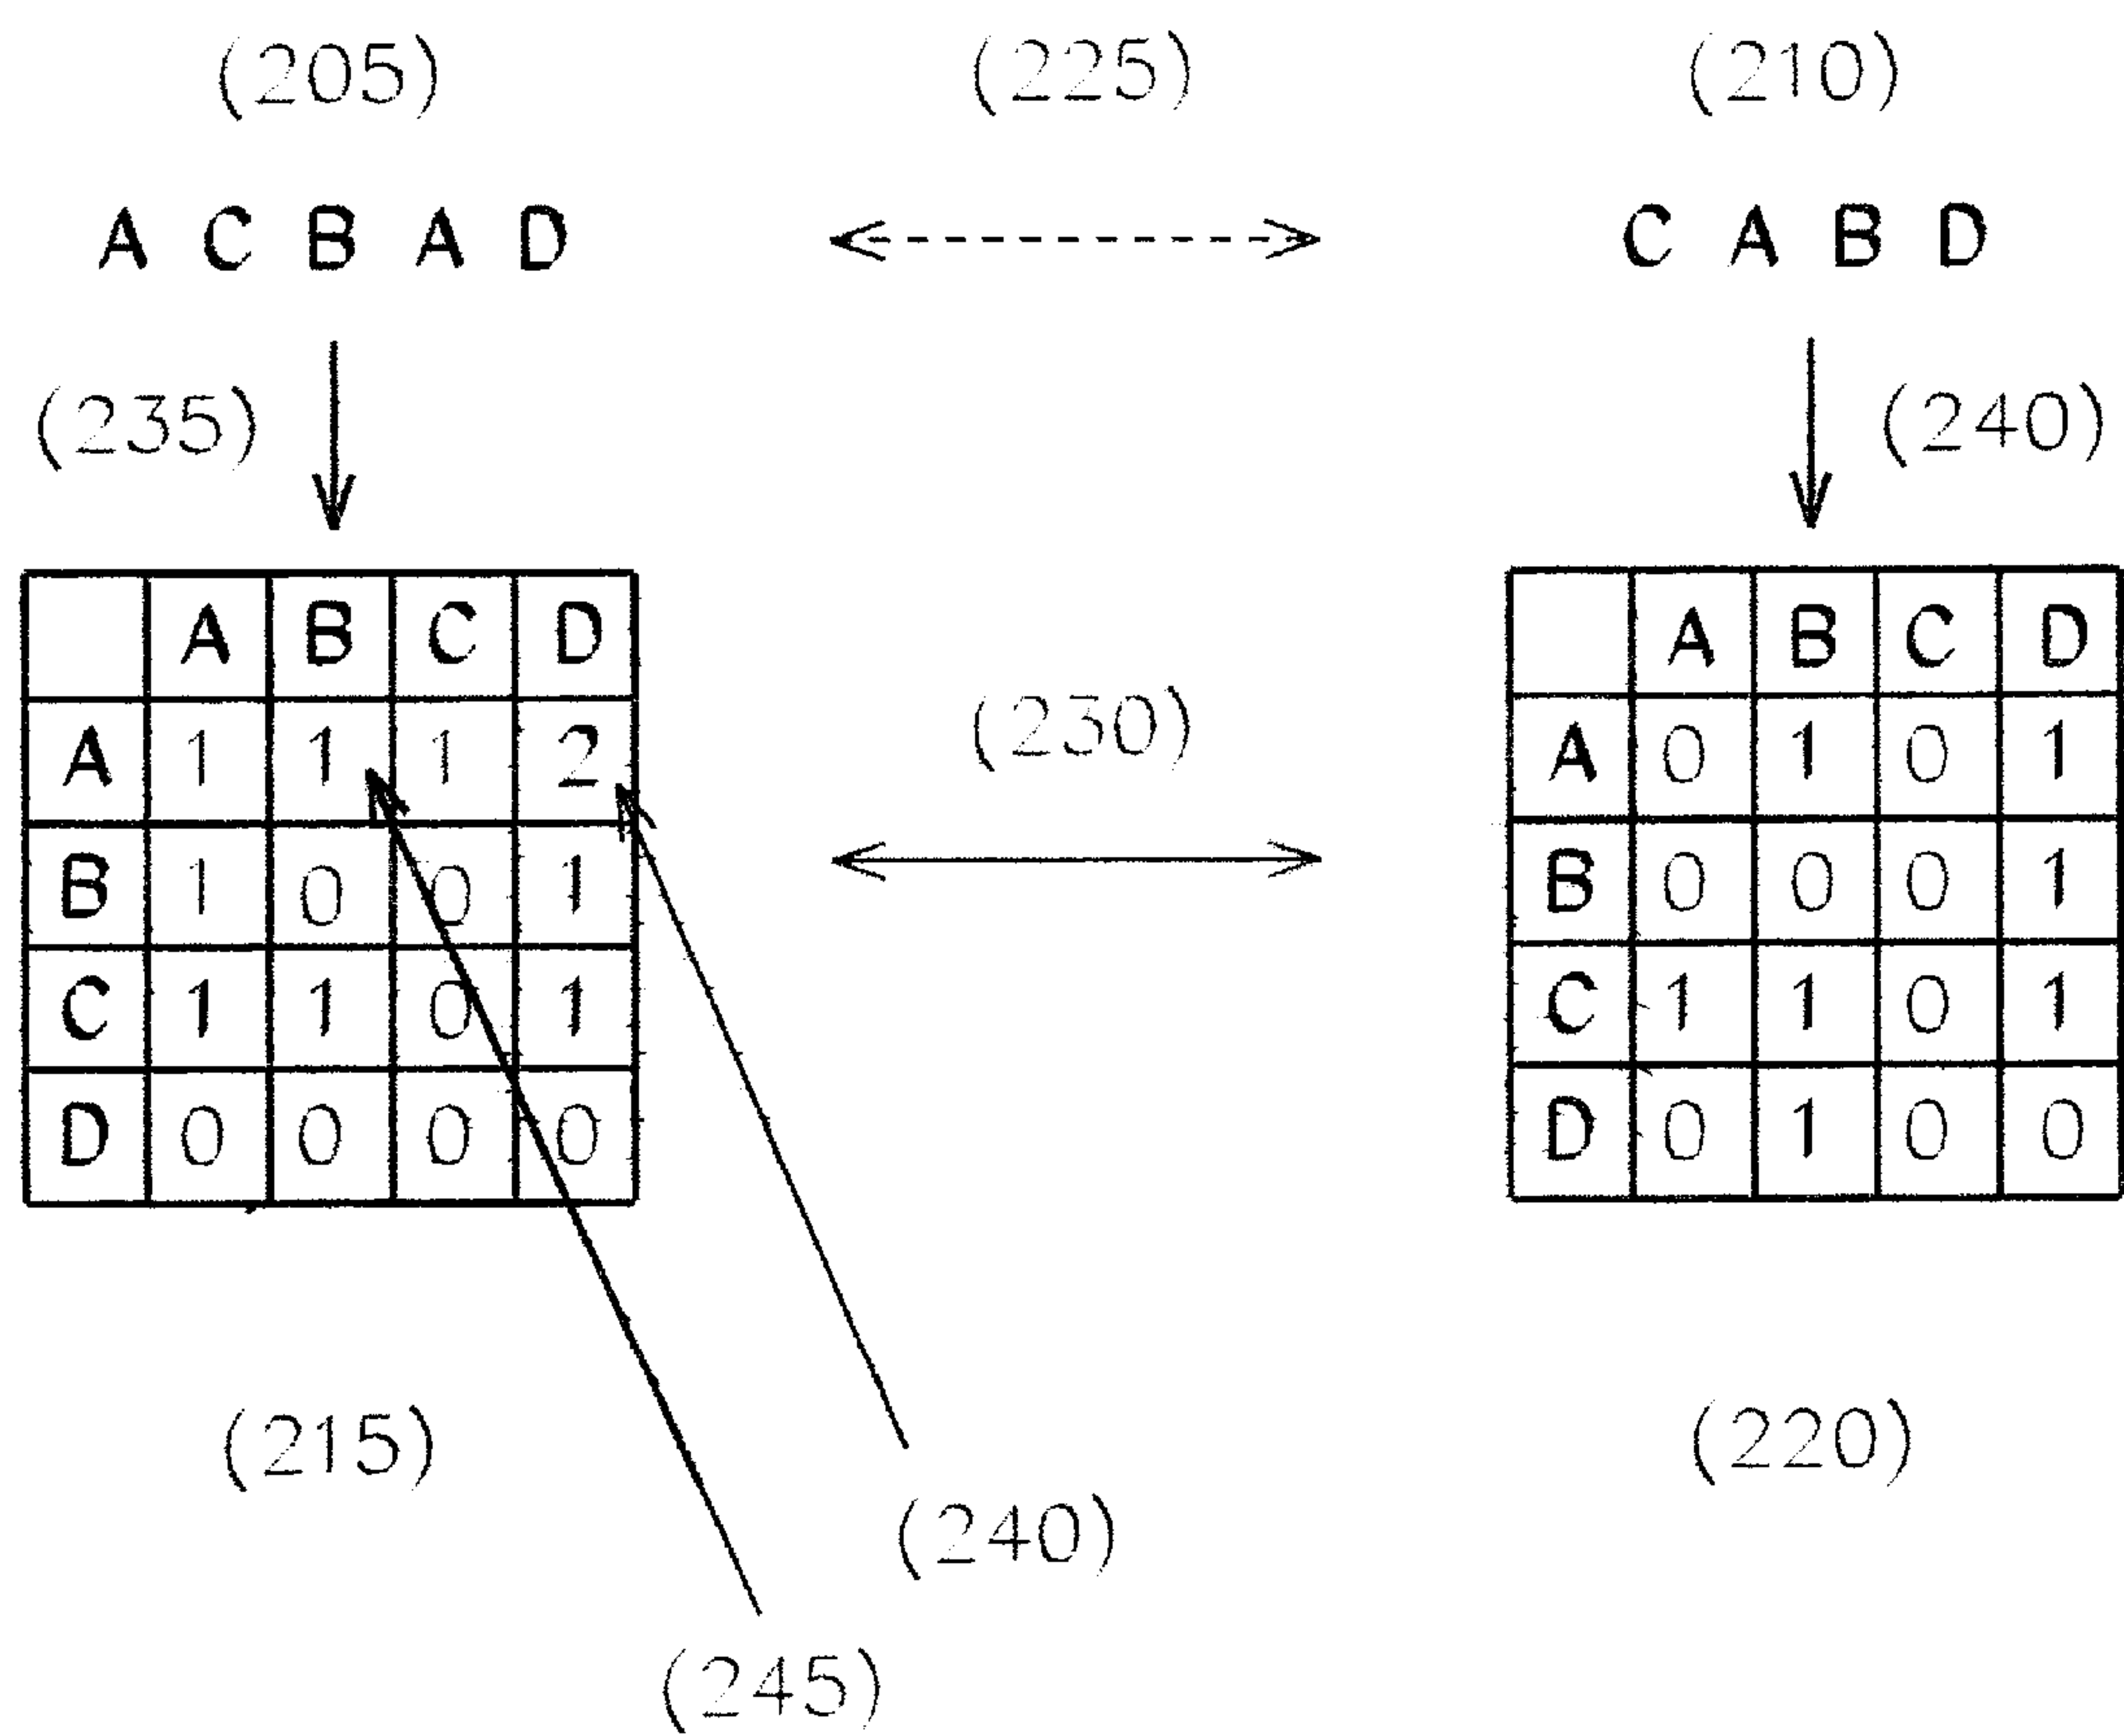 (205) (225) (210)
A C B A D C A B D
(235) (240)
A B C D A B C D
(230)
A 1 1 1 2 A 0 1 0 1
B 1 0 0 1 B 0 0 0 1
C 1 1 0 1 C 1 1 0 1
D 0 0 0 0 D 0 1 0 0
(215) (220)
(240)
(245)